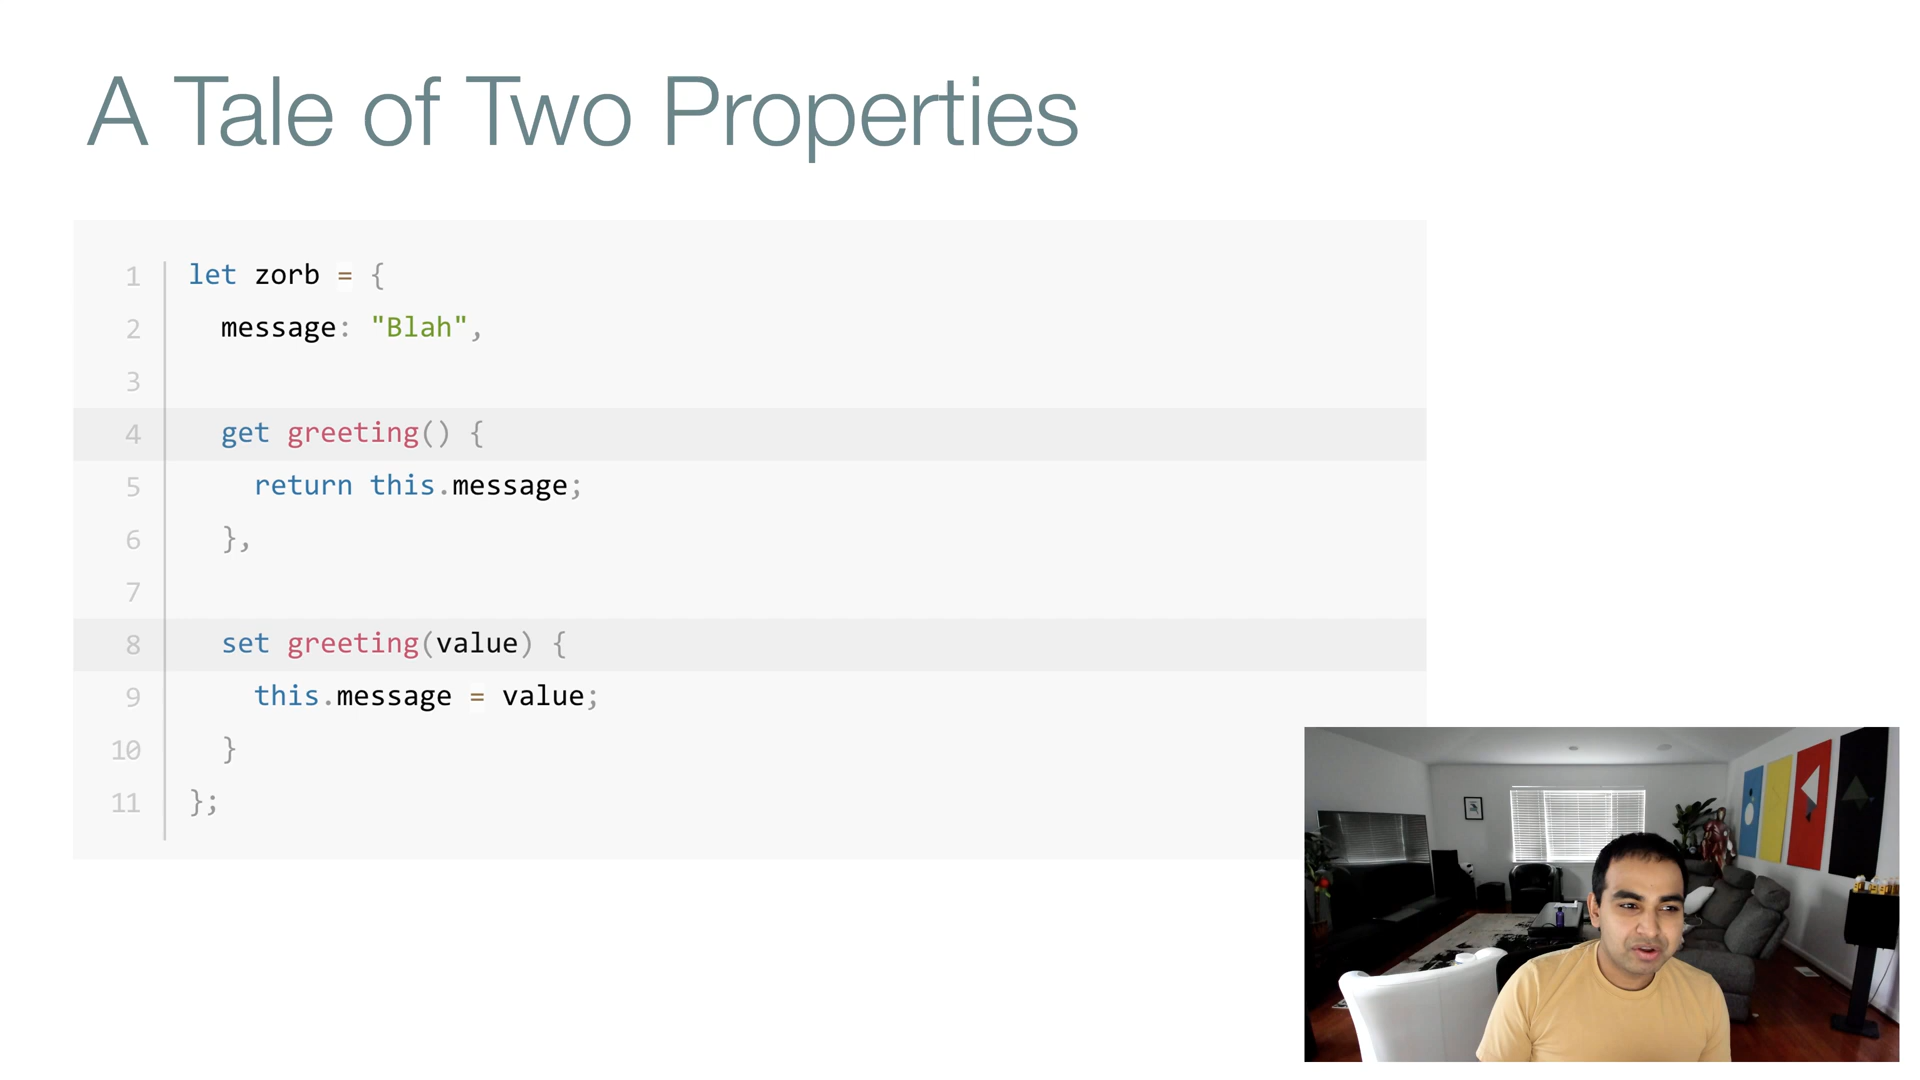 A Tale of Two Properties
1 let zorb = {
2   message: "Blah",
3
4   get greeting() {
5     return this.message;
6   },
7
8   set greeting(value) {
9     this.message = value;
10   }
11 };